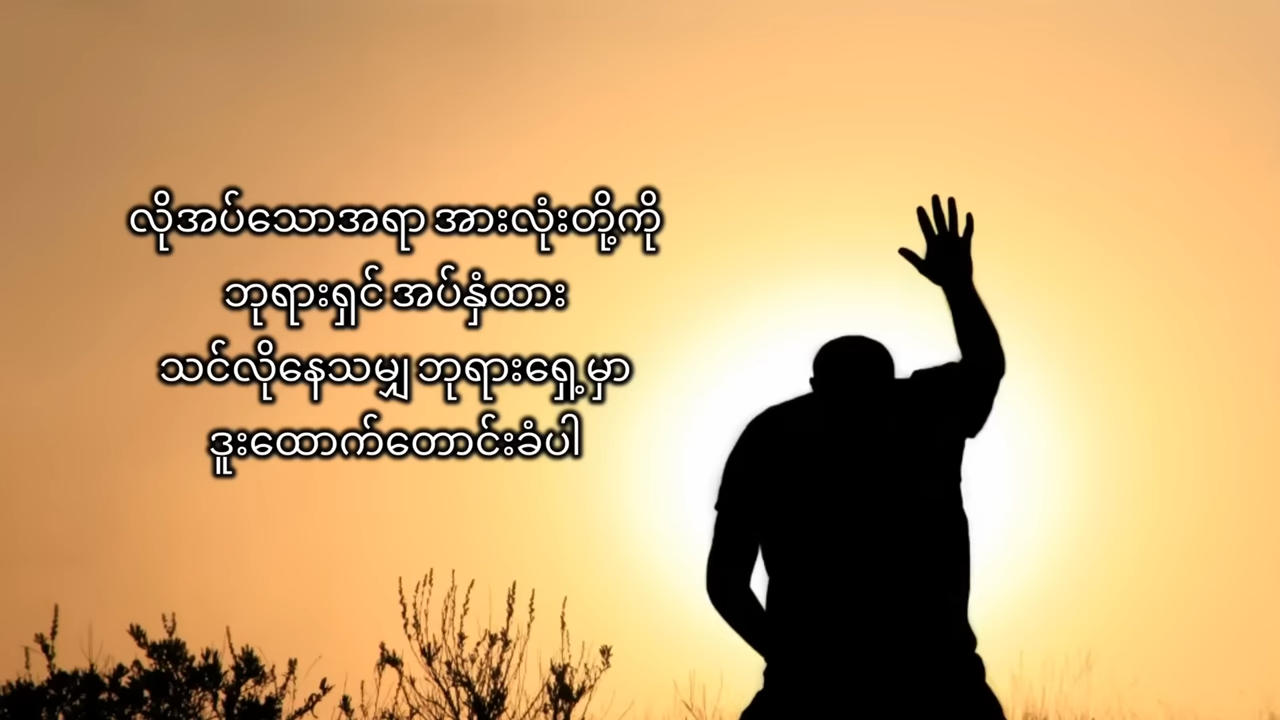 လိုအပ်သောအရာ အားလုံးတို့ကို
ဘုရားရှင် အပ်နှံထား
သင်လိုနေသမျှ ဘုရားရှေ့မှာ
ဒူးထောက်တောင်းခံပါ